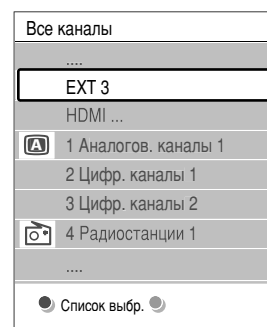 Все каналы
....
EXT 3
HDMI ...
A 1 Аналогов. каналы 1
2 Цифр. каналы 1
3 Цифр. каналы 2
4 Радиостанции 1
....
Список выбр.